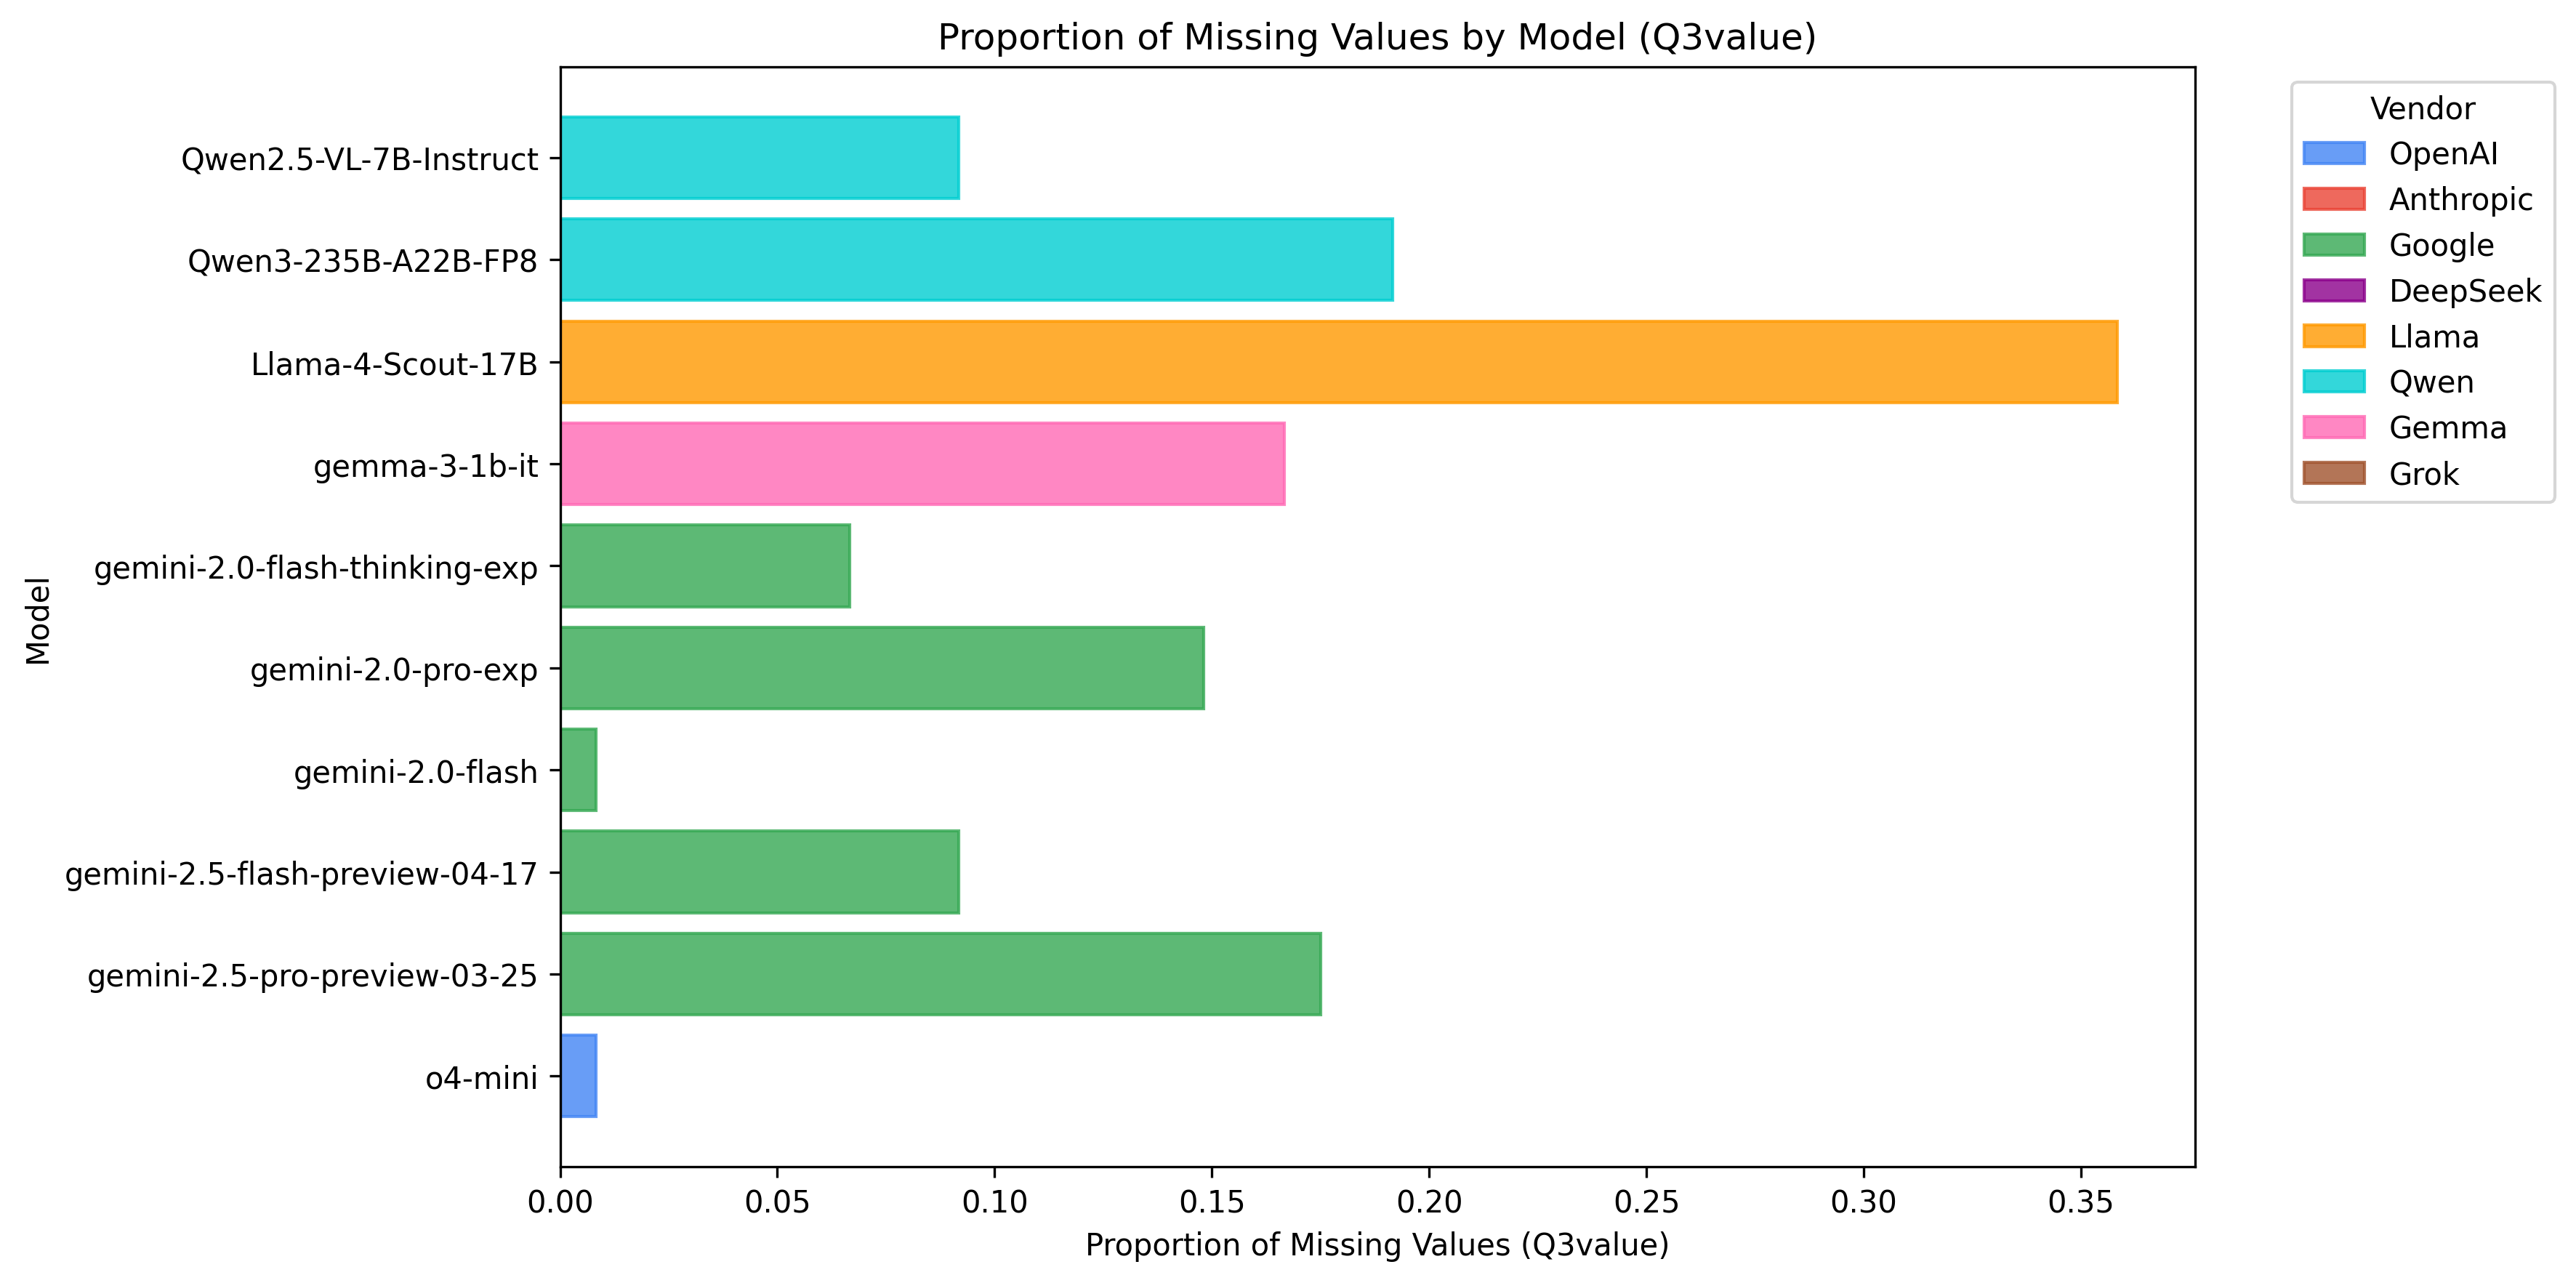 Proportion of Missing Values by Model (Q3value)
Model
Qwen2.5-VL-7B-Instruct
Qwen3-235B-A22B-FP8
Llama-4-Scout-17B
gemma-3-1b-it
gemini-2.0-flash-thinking-exp
gemini-2.0-pro-exp
gemini-2.0-flash
gemini-2.5-flash-preview-04-17
gemini-2.5-pro-preview-03-25
o4-mini
0.00 0.05 0.10 0.15 0.20 0.25 0.30 0.35
Proportion of Missing Values (Q3value)
Vendor
OpenAI
Anthropic
Google
DeepSeek
Llama
Qwen
Gemma
Grok